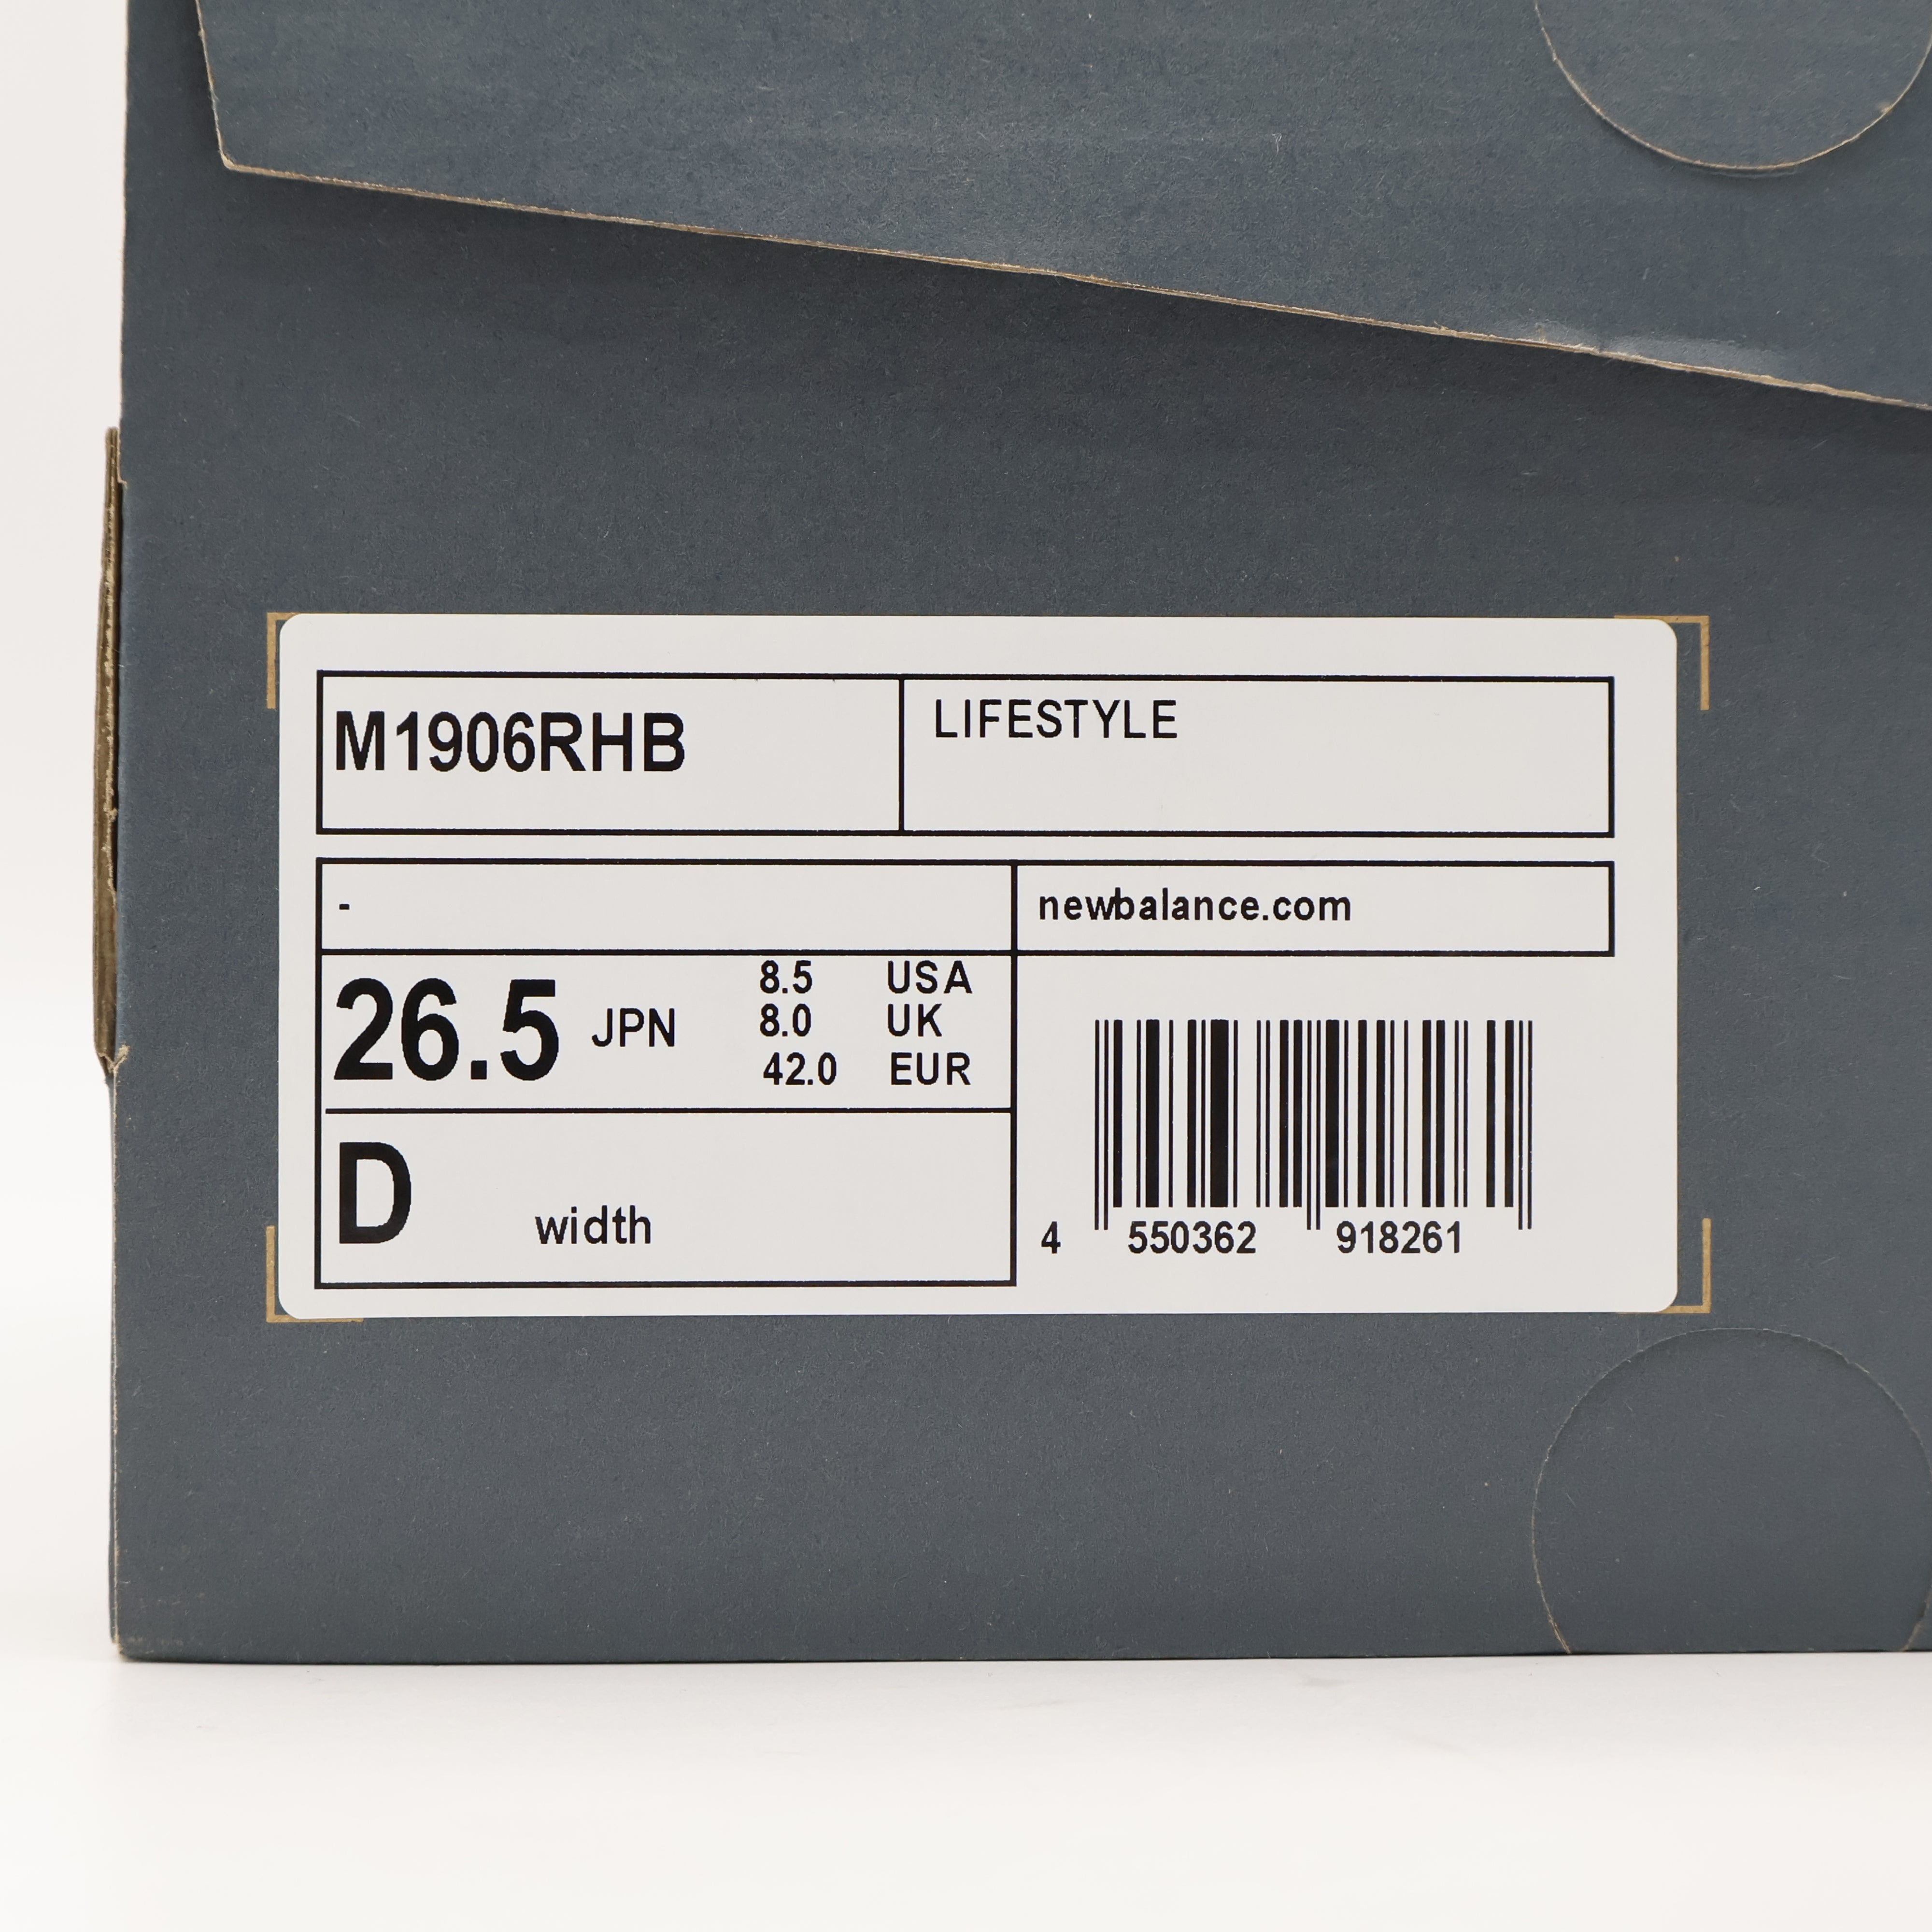 M1906RHB
LIFESTYLE
-
newbalance.com
26.5 JPN
8.5 USA
8.0 UK
42.0 EUR
D width
4 550362 918261